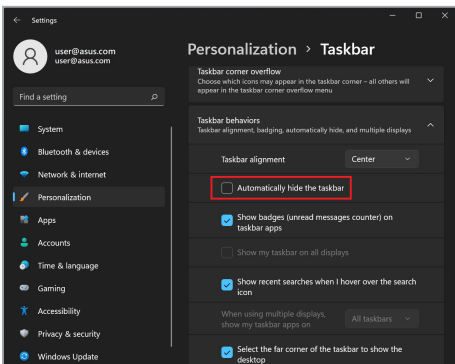 Settings
user@asus.com
user@asus.com
Find a setting
System
Bluetooth & devices
Network & internet
Personalization
Apps
Accounts
Time & language
Gaming
Accessibility
Privacy & security
Windows Update
Personalization > Taskbar
Taskbar corner overflow
Choose which icons may appear in the taskbar corner – all others will
appear in the taskbar corner overflow menu
Taskbar behaviors
Taskbar alignment, badging, automatically hide, and multiple displays
Taskbar alignment
Center
Automatically hide the taskbar
Show badges (unread messages counter) on
taskbar apps
Show my taskbar on all displays
Show recent searches when I hover over the search
icon
When using multiple displays,
show my taskbar apps on
All taskbars
Select the far corner of the taskbar to show the
desktop